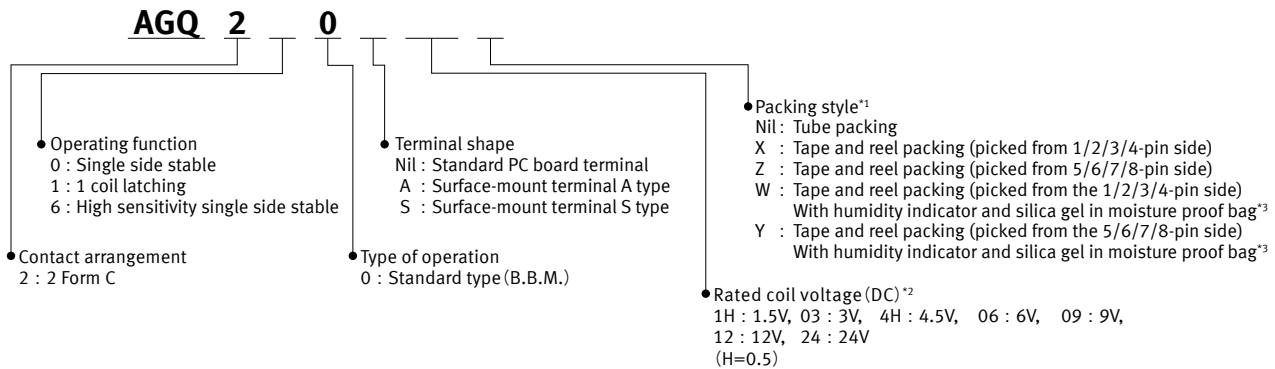 AGQ 2 0
Operating function
0 : Single side stable
1 : 1 coil latching
6 : High sensitivity single side stable
Contact arrangement
2 : 2 Form C
Terminal shape
Nil : Standard PC board terminal
A : Surface-mount terminal A type
S : Surface-mount terminal S type
Type of operation
0 : Standard type (B.B.M.)
Packing style*1
Nil : Tube packing
X : Tape and reel packing (picked from 1/2/3/4-pin side)
Z : Tape and reel packing (picked from 5/6/7/8-pin side)
W : Tape and reel packing (picked from the 1/2/3/4-pin side)
With humidity indicator and silica gel in moisture proof bag*3
Y : Tape and reel packing (picked from the 5/6/7/8-pin side)
With humidity indicator and silica gel in moisture proof bag*3
Rated coil voltage (DC)*2
1H : 1.5V, 03 : 3V, 4H : 4.5V, 06 : 6V, 09 : 9V,
12 : 12V, 24 : 24V
(H=0.5)